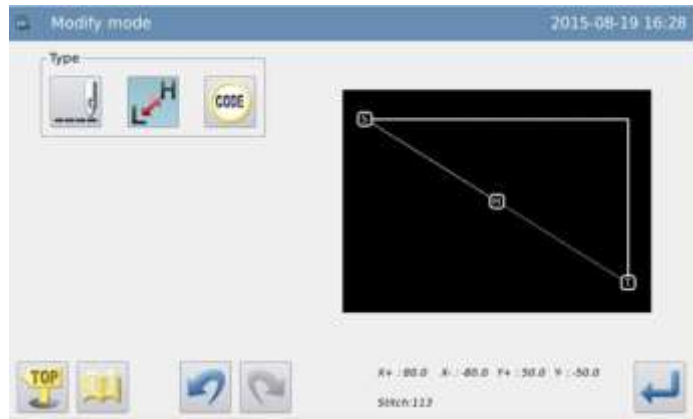 Modify mode 2015-08-19 16:28
Type
H
L
CODE
S
H
T
TOP
X+ : 80.0 X- : -80.0 Y+ : 50.0 Y : -50.0
Stitch:113